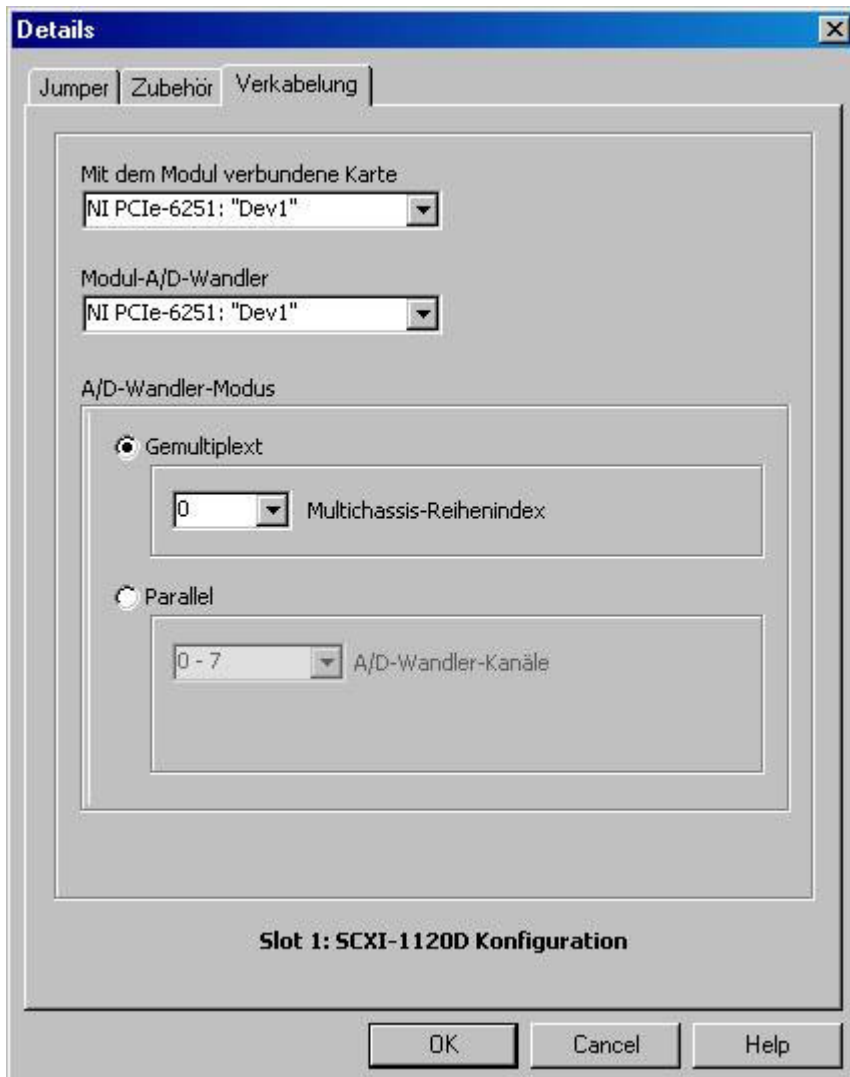 Details
Jumper Zubehör Verkabelung
Mit dem Modul verbundene Karte
NI PCIe-6251: "Dev1"
Modul-A/D-Wandler
NI PCIe-6251: "Dev1"
A/D-Wandler-Modus
Gemultiplext
0 Multichassis-Reihenindex
Parallel
0 - 7 A/D-Wandler-Kanäle
Slot 1: SCXI-1120D Konfiguration
OK Cancel Help